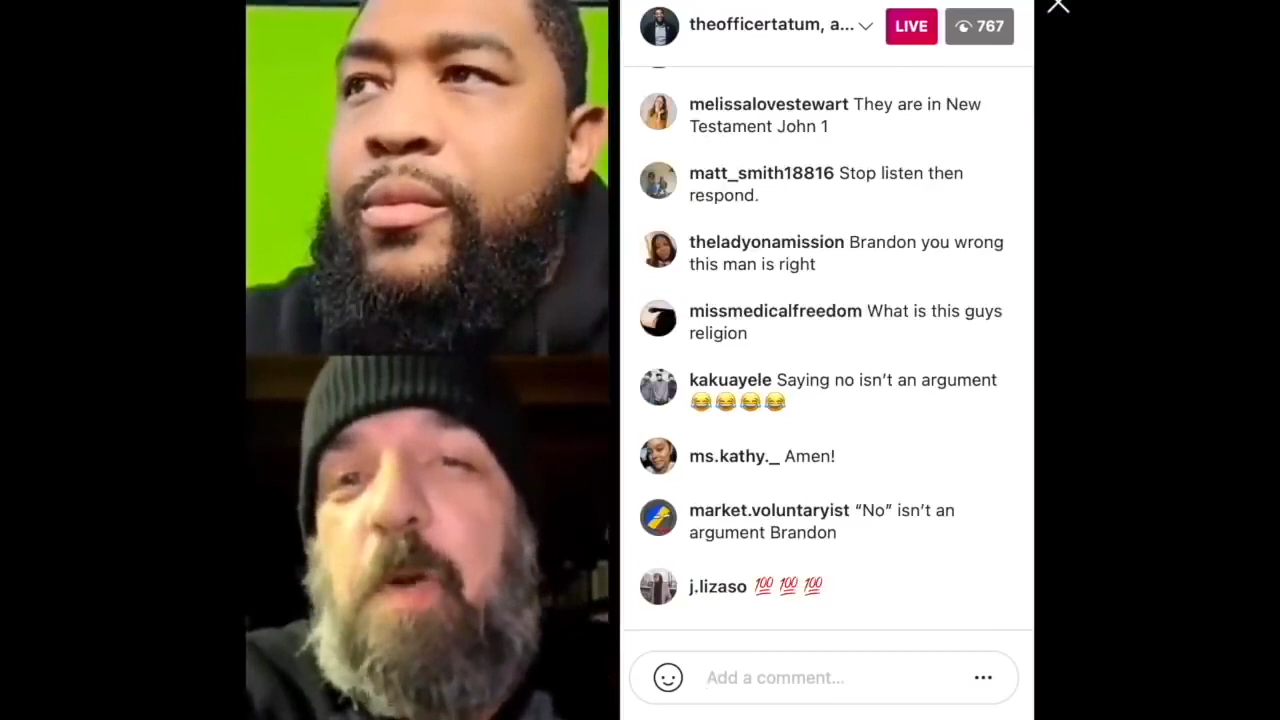 theofficertatum, a...
LIVE
767
melissalovestewart They are in New
Testament John 1
matt_smith18816 Stop listen then
respond.
theladyonamission Brandon you wrong
this man is right
missmedicalfreedom What is this guys
religion
kakuayele Saying no isn’t an argument
😂😂😂😂
ms.kathy._ Amen!
market.voluntaryist “No” isn’t an
argument Brandon
j.lizaso 💯 💯 💯
Add a comment...